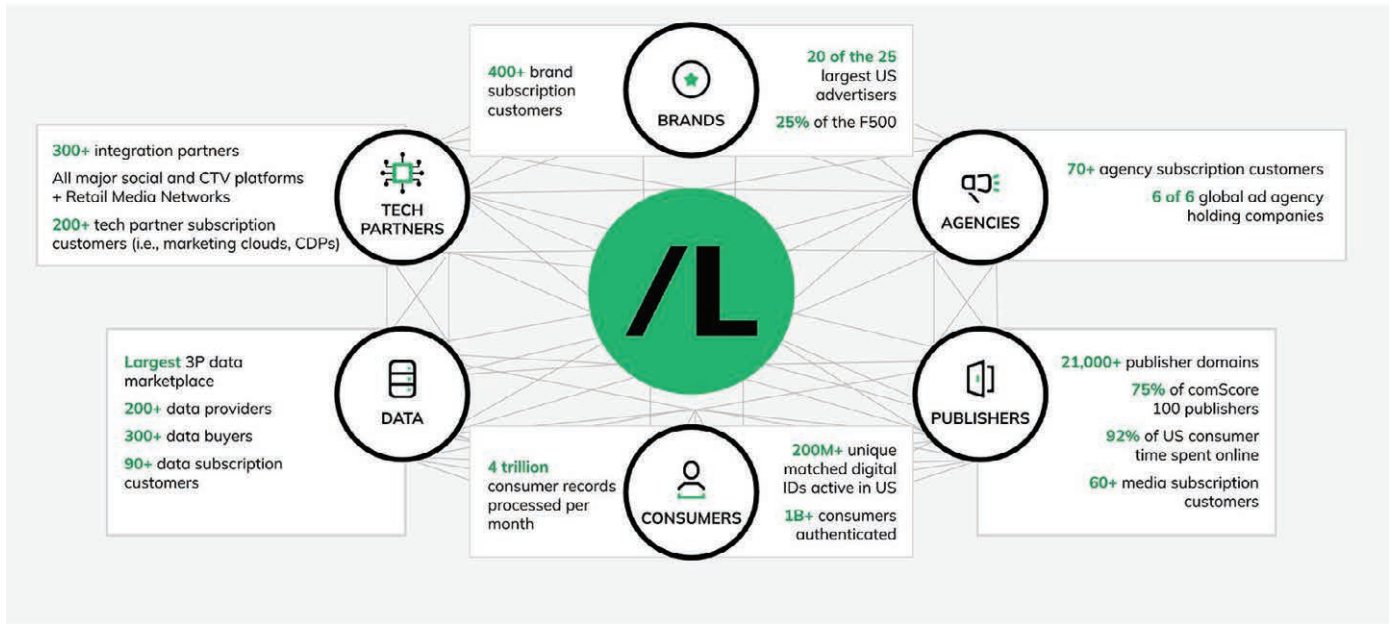 400+ brand
subscription
customers
BRANDS
20 of the 25
largest US
advertisers
25% of the F500
300+ integration partners
All major social and CTV platforms
+ Retail Media Networks
200+ tech partner subscription
customers (i.e., marketing clouds, CDPs)
TECH
PARTNERS
AGENCIES
70+ agency subscription customers
6 of 6 global ad agency
holding companies
/L
Largest 3P data
marketplace
200+ data providers
300+ data buyers
90+ data subscription
customers
DATA
PUBLISHERS
21,000+ publisher domains
75% of comScore
100 publishers
92% of US consumer
time spent online
60+ media subscription
customers
4 trillion
consumer records
processed per
month
CONSUMERS
200M+ unique
matched digital
IDs active in US
1B+ consumers
authenticated